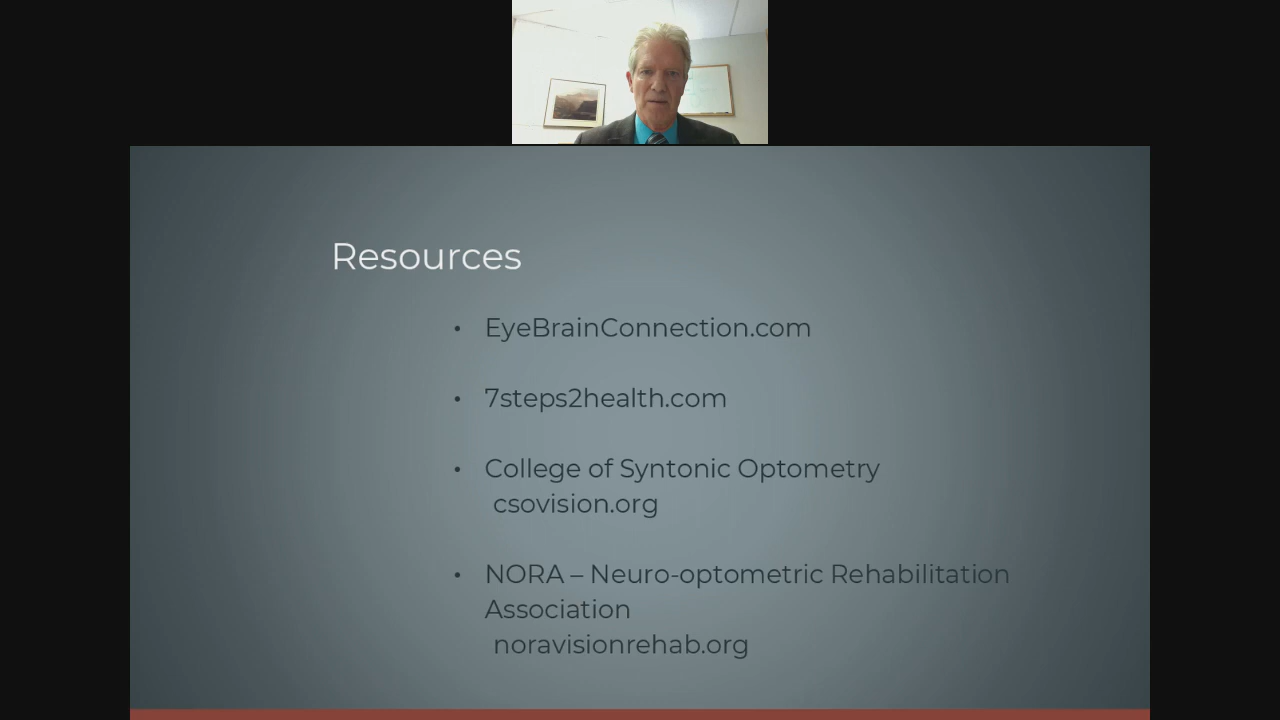 Resources
• EyeBrainConnection.com
• 7steps2health.com
• College of Syntonic Optometry
csovision.org
• NORA – Neuro-optometric Rehabilitation
Association
noravisionrehab.org